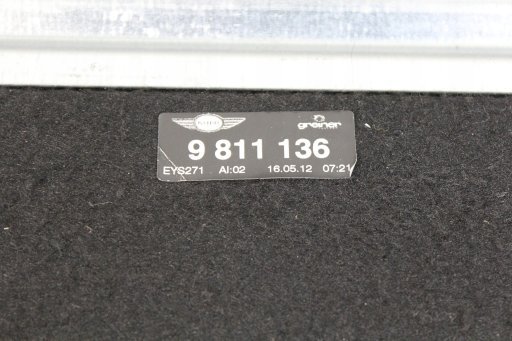 greiner
9 811 136
EYS271 AI:02 16.05.12 07:21